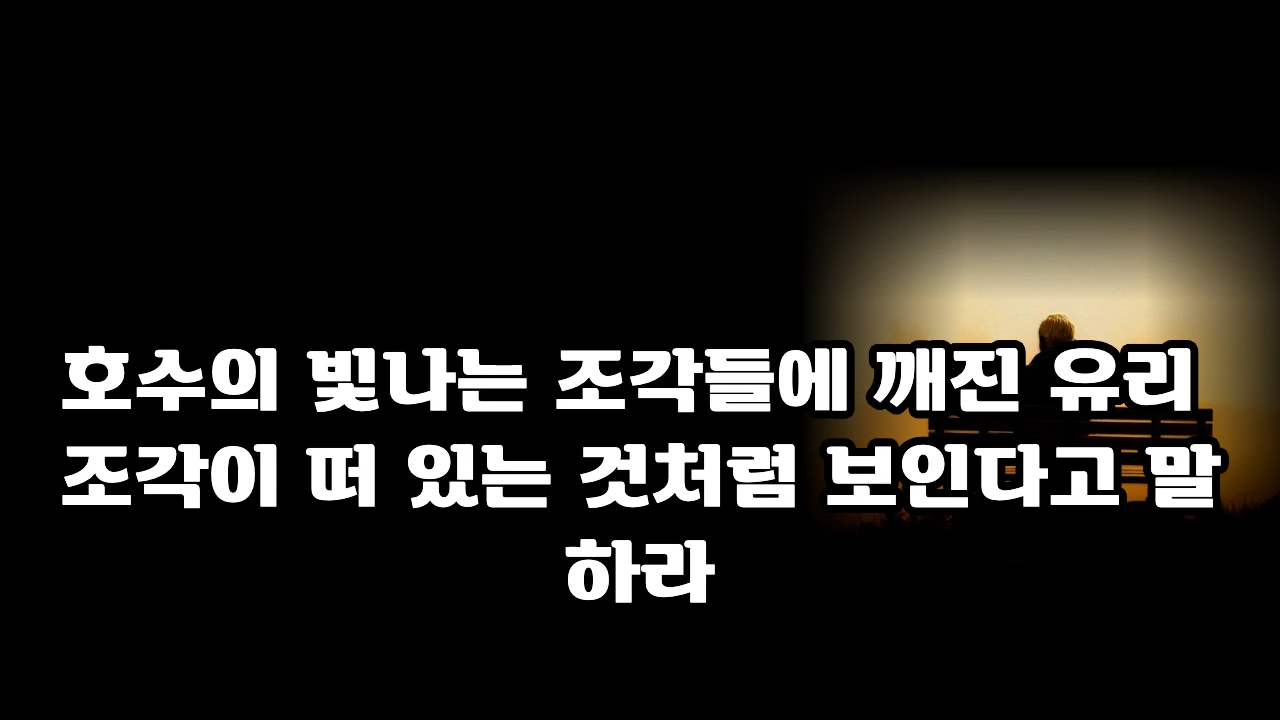 호수의 빛나는 조각들에 깨진 유리
조각이 떠 있는 것처럼 보인다고 말
하라